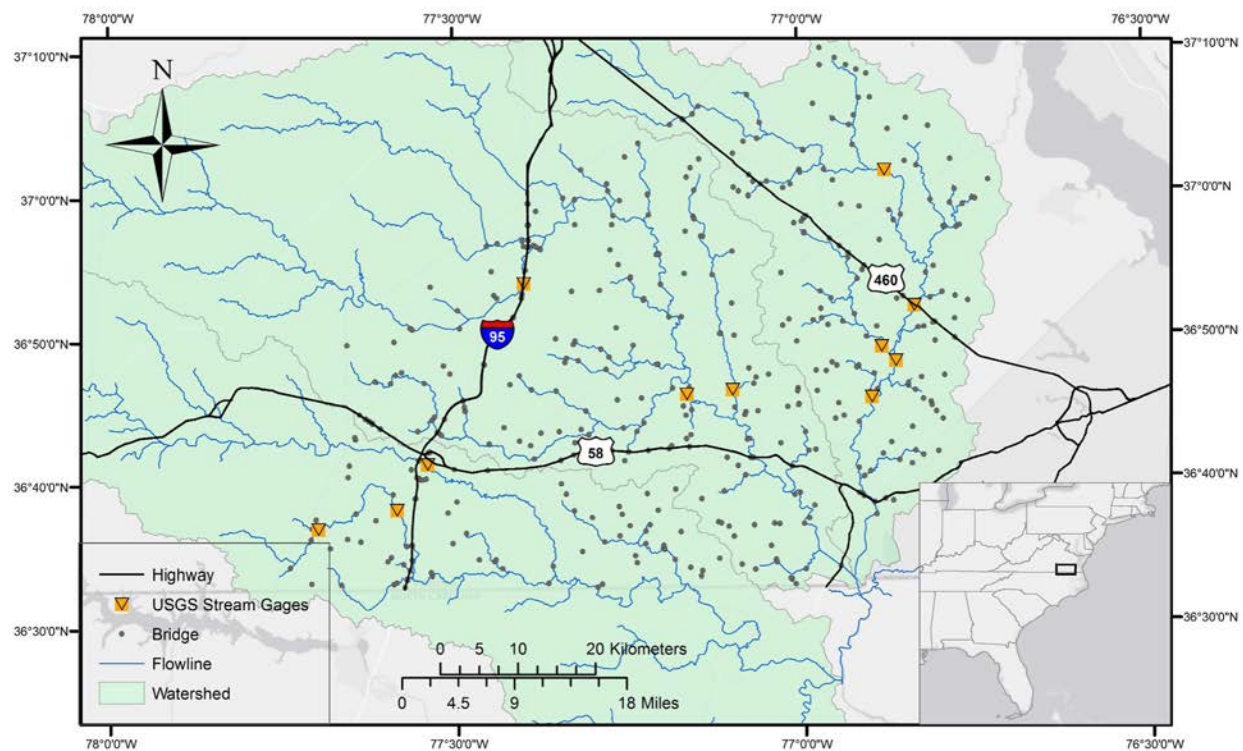 78°0'0"W 77°30'0"W 77°0'0"W 76°30'0"W
37°10'0"N 37°10'0"N
N
37°0'0"N 37°0'0"N
460
95
36°50'0"N 36°50'0"N
58
36°40'0"N 36°40'0"N
Highway
USGS Stream Gages
Bridge
Flowline
Watershed
36°30'0"N 36°30'0"N
0 5 10 20 Kilometers
0 4.5 9 18 Miles
78°0'0"W 77°30'0"W 77°0'0"W 76°30'0"W